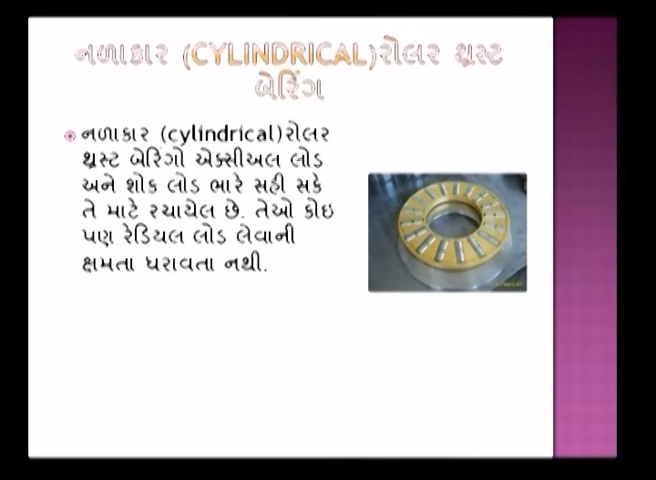 નળાકાર (CYLINDRICAL)રોલર થ્રસ્ટ
બેરિંગ
નળાકાર (cylindrical)રોલર
થ્રસ્ટ બેરિંગો એક્સીઅલ લોડ
અને શોક લોડ ભારે સહી સકે
તે માટે રચાયેલ છે. તેઓ કોઇ
પણ રેડિયલ લોડ લેવાની
ક્ષમતા ધરાવતા નથી.